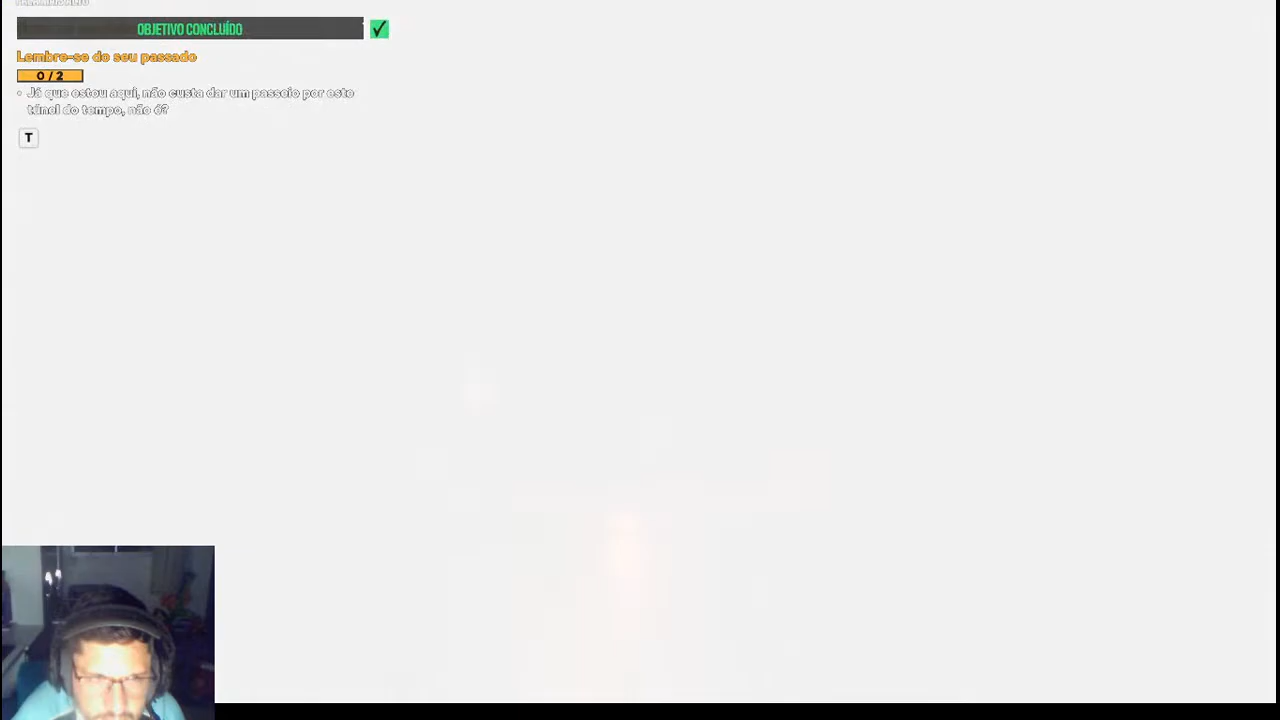 OBJETIVO CONCLUÍDO
Lembre-se do seu passado
0 / 2
• Já que estou aqui, não custa dar um passeio por este
túnel do tempo, não é?
T